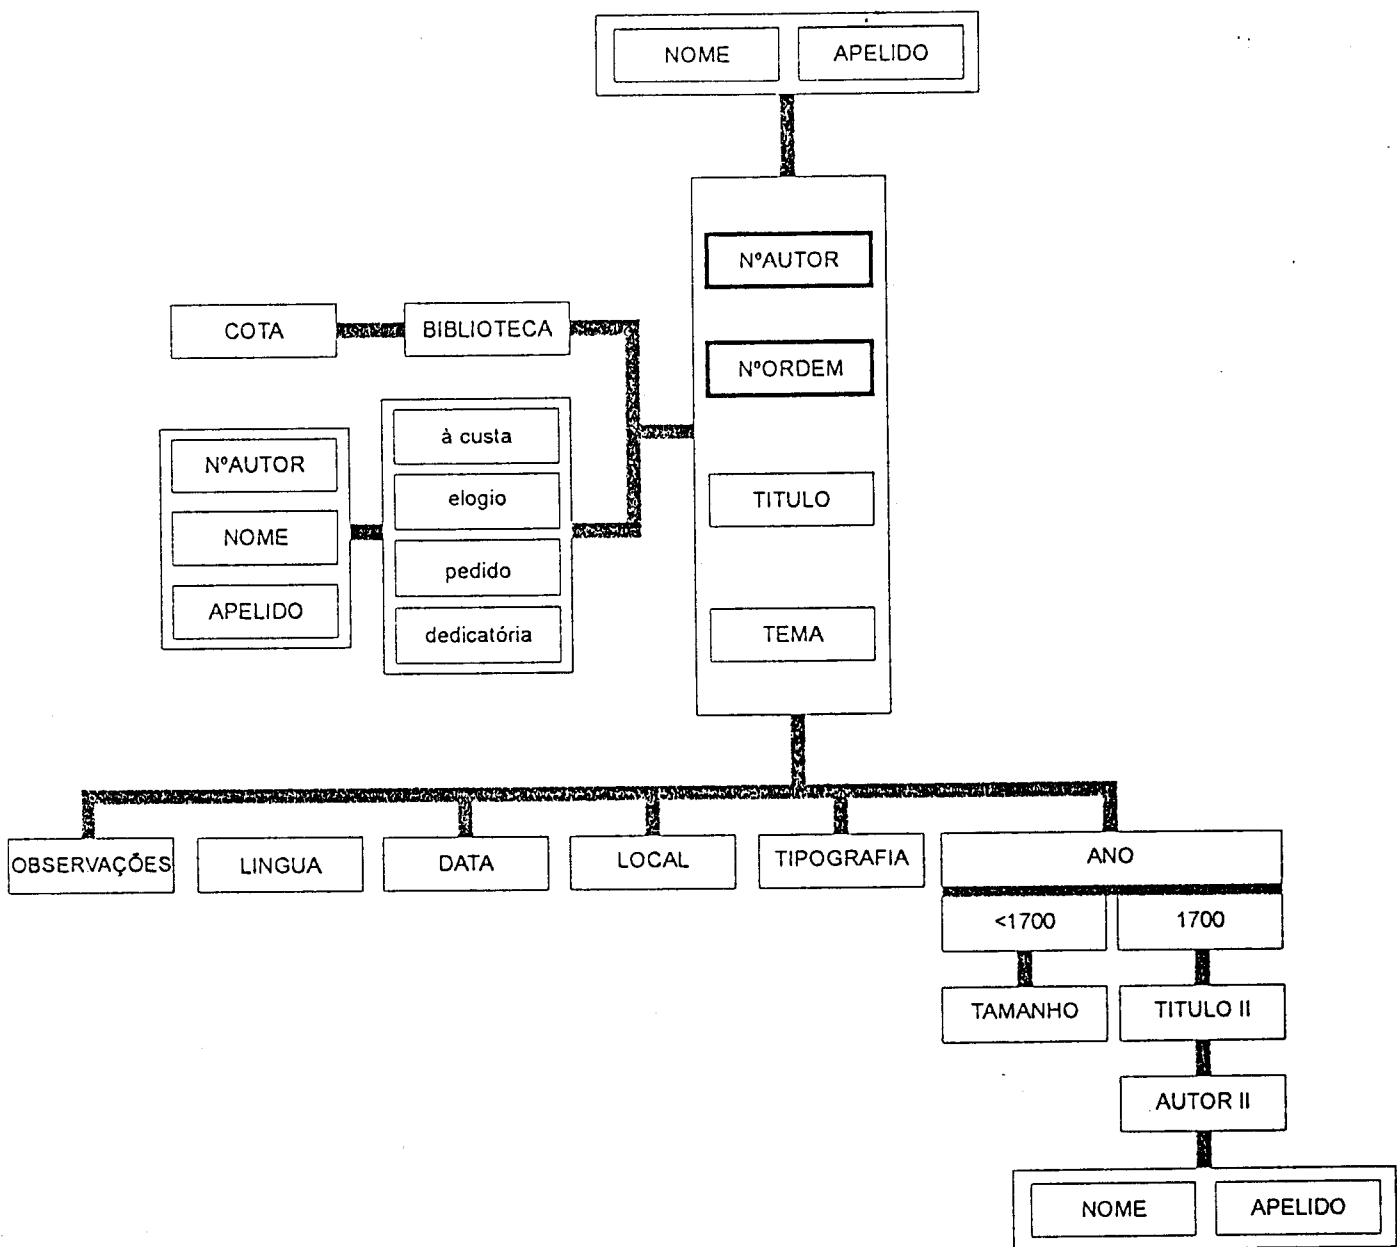 NOME
APELIDO
NºAUTOR
NºORDEM
TITULO
TEMA
COTA
BIBLIOTECA
NºAUTOR
NOME
APELIDO
à custa
elogio
pedido
dedicatória
OBSERVAÇÕES
LINGUA
DATA
LOCAL
TIPOGRAFIA
ANO
<1700
1700
TAMANHO
TITULO II
AUTOR II
NOME
APELIDO